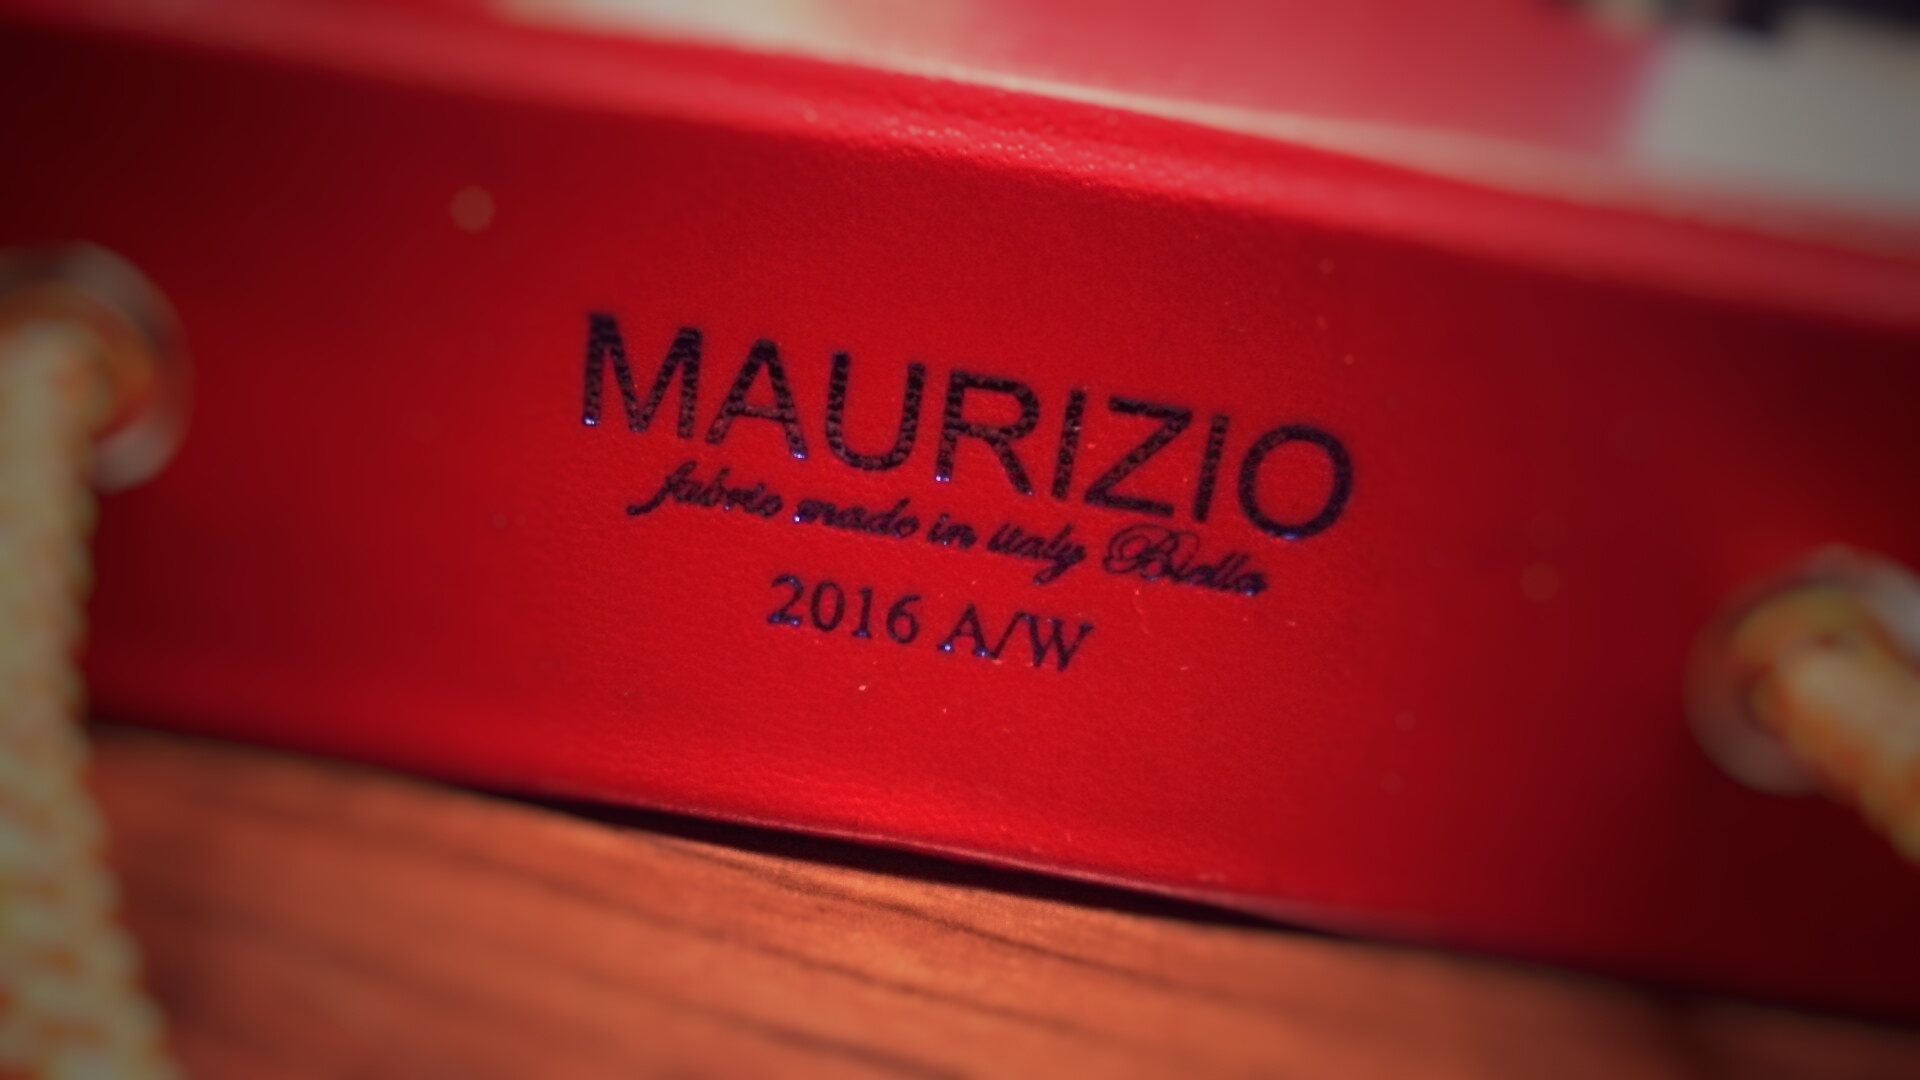 MAURIZIO
fabric made in italy Biella
2016 A/W